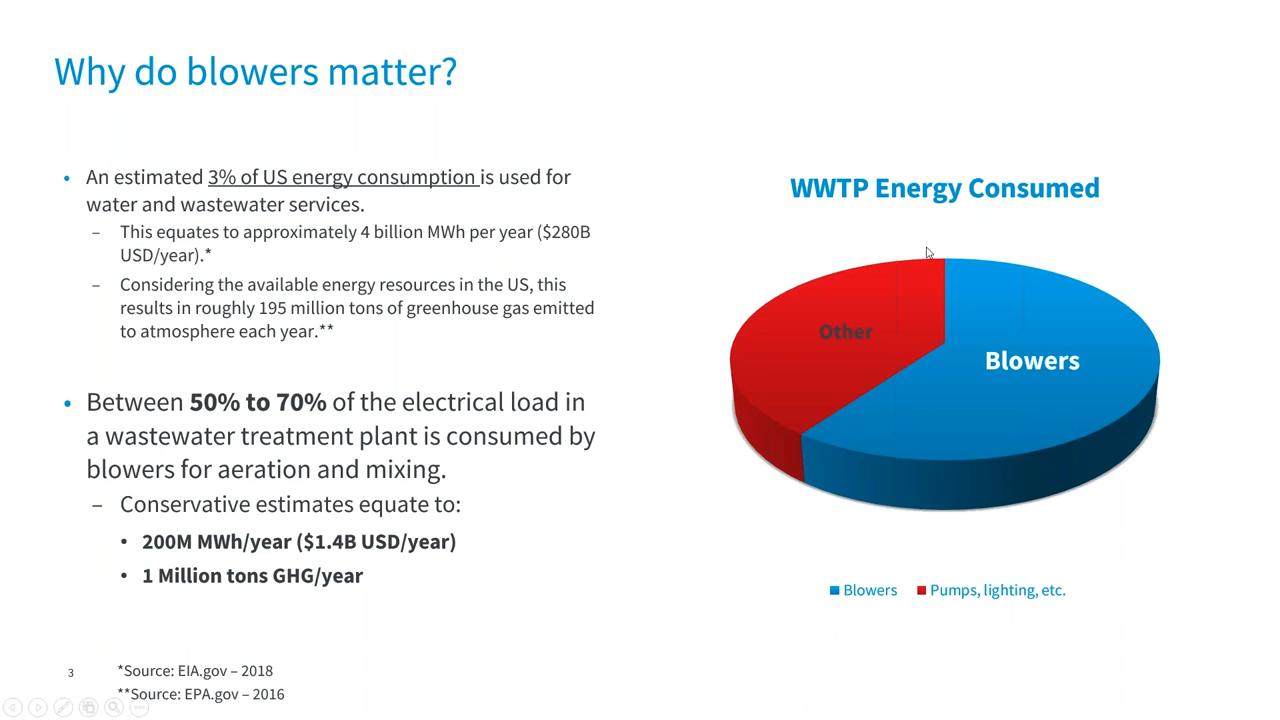 Why do blowers matter?
• An estimated 3% of US energy consumption is used for
water and wastewater services.
– This equates to approximately 4 billion MWh per year ($280B
USD/year).*
– Considering the available energy resources in the US, this
results in roughly 195 million tons of greenhouse gas emitted
to atmosphere each year.**
• Between 50% to 70% of the electrical load in
a wastewater treatment plant is consumed by
blowers for aeration and mixing.
– Conservative estimates equate to:
• 200M MWh/year ($1.4B USD/year)
• 1 Million tons GHG/year
WWTP Energy Consumed
Other
Blowers
Blowers Pumps, lighting, etc.
3
*Source: EIA.gov – 2018
**Source: EPA.gov – 2016